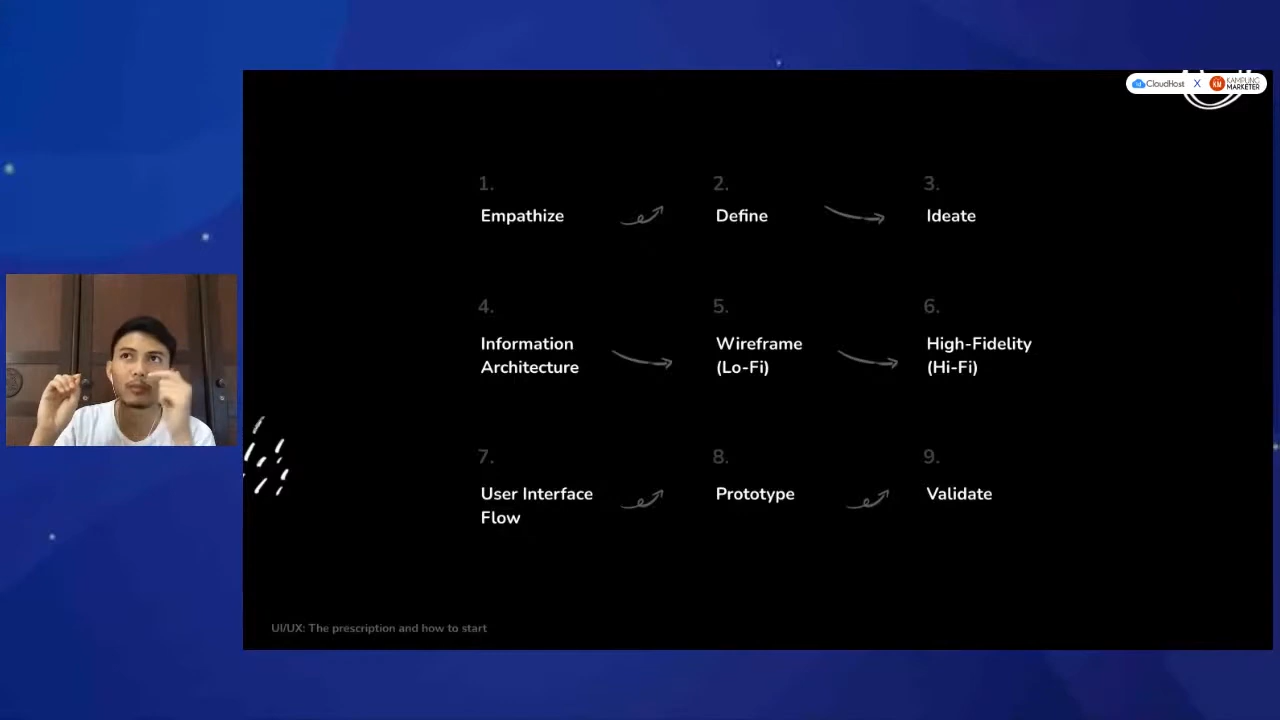 CloudHost X KAMPUNG MARKETER
1. 2. 3.
Empathize Define Ideate
4. 5. 6.
Information Wireframe High-Fidelity
Architecture (Lo-Fi) (Hi-Fi)
7. 8. 9.
User Interface Prototype Validate
Flow
UI/UX: The prescription and how to start